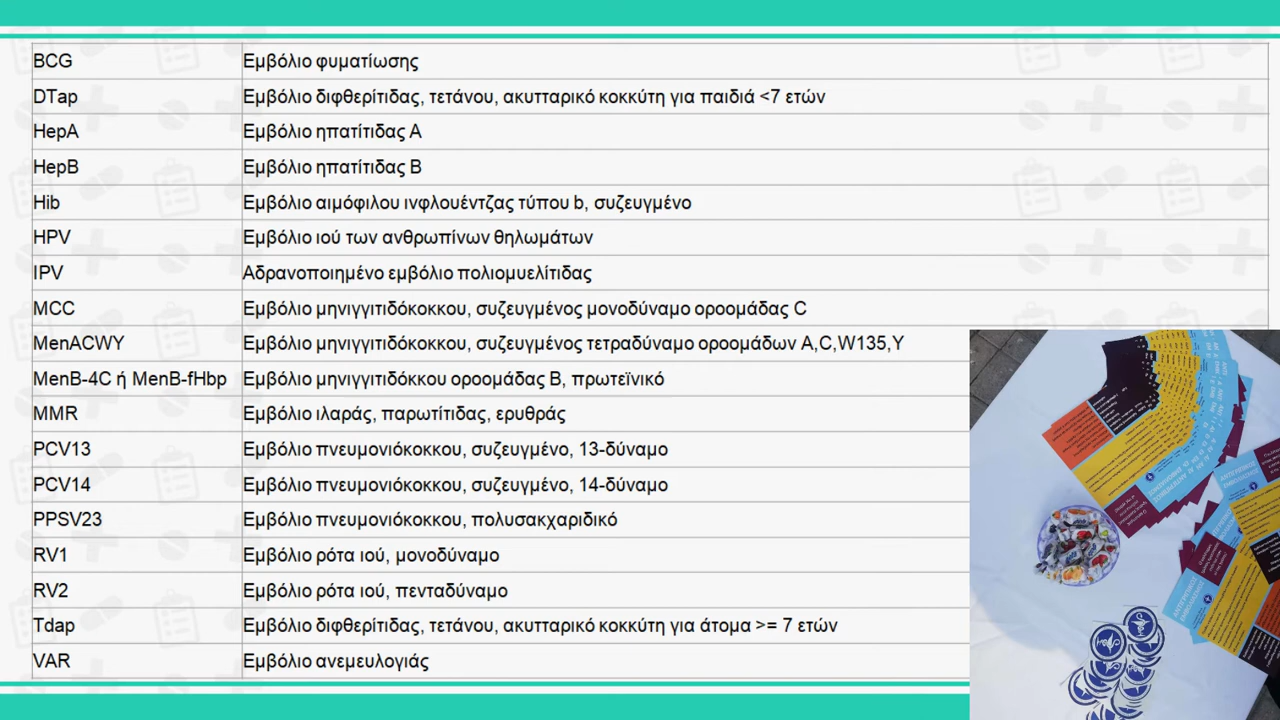 BCG Εμβόλιο φυματίωσης
DTap Εμβόλιο διφθερίτιδας, τετάνου, ακυτταρικό κοκκύτη για παιδιά <7 ετών
HepA Εμβόλιο ηπατίτιδας Α
HepB Εμβόλιο ηπατίτιδας Β
Hib Εμβόλιο αιμόφιλου ινφλουέντζας τύπου b, συζευγμένο
HPV Εμβόλιο ιού των ανθρωπίνων θηλωμάτων
IPV Αδρανοποιημένο εμβόλιο πολιομυελίτιδας
MCC Εμβόλιο μηνιγγιτιδόκοκκου, συζευγμένος μονοδύναμο οροομάδας C
MenACWY Εμβόλιο μηνιγγιτιδόκοκκου, συζευγμένος τετραδύναμο οροομάδων A,C,W135,Y
MenB-4C ή MenB-fHbp Εμβόλιο μηνιγγιτιδόκκου οροομάδας Β, πρωτεϊνικό
MMR Εμβόλιο ιλαράς, παρωτίτιδας, ερυθράς
PCV13 Εμβόλιο πνευμονιόκοκκου, συζευγμένο, 13-δύναμο
PCV14 Εμβόλιο πνευμονιόκοκκου, συζευγμένο, 14-δύναμο
PPSV23 Εμβόλιο πνευμονιόκοκκου, πολυσακχαριδικό
RV1 Εμβόλιο ρότα ιού, μονοδύναμο
RV2 Εμβόλιο ρότα ιού, πενταδύναμο
Tdap Εμβόλιο διφθερίτιδας, τετάνου, ακυτταρικό κοκκύτη για άτομα >= 7 ετών
VAR Εμβόλιο ανεμευλογιάς